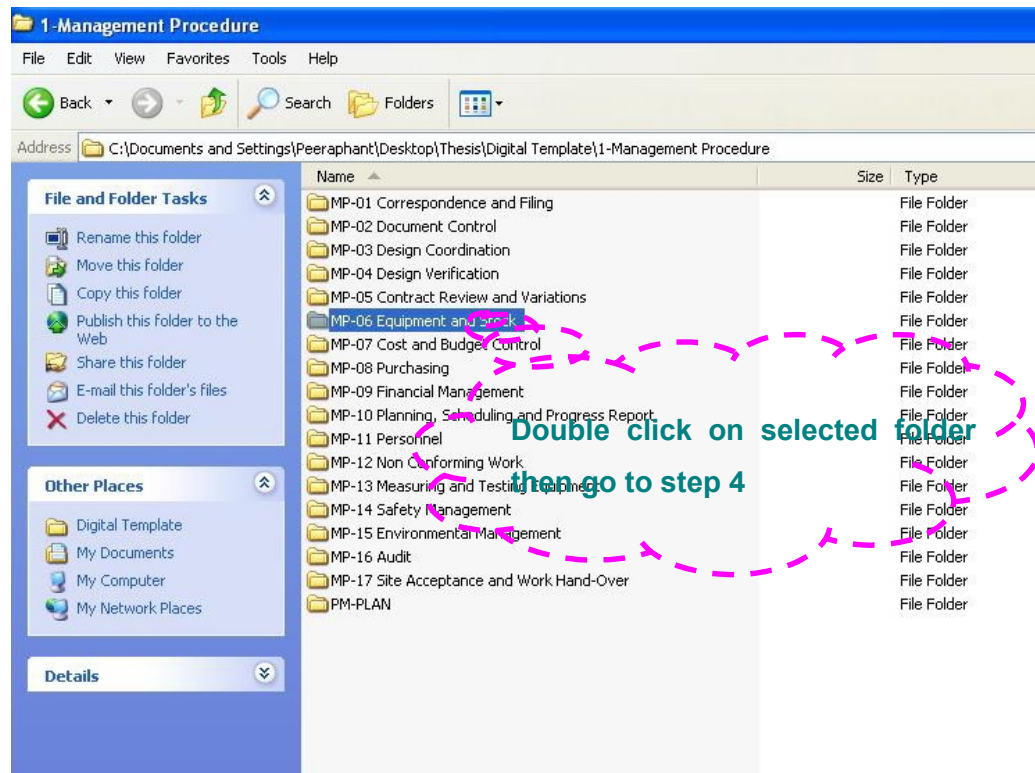 1-Management Procedure
File Edit View Favorites Tools Help
Back Search Folders
Address C:\Documents and Settings\Peeraphant\Desktop\Thesis\Digital Template\1-Management Procedure
Name Size Type
File and Folder Tasks
Rename this folder
Move this folder
Copy this folder
Publish this folder to the
Web
Share this folder
E-mail this folder's files
Delete this folder
Other Places
Digital Template
My Documents
My Computer
My Network Places
Details
MP-01 Correspondence and Filing File Folder
MP-02 Document Control File Folder
MP-03 Design Coordination File Folder
MP-04 Design Verification File Folder
MP-05 Contract Review and Variations File Folder
MP-06 Equipment and Stock File Folder
MP-07 Cost and Budget Control File Folder
MP-08 Purchasing File Folder
MP-09 Financial Management File Folder
MP-10 Planning, Scheduling and Progress Report File Folder
MP-11 Personnel File Folder
MP-12 Non Conforming Work File Folder
MP-13 Measuring and Testing Equipment File Folder
MP-14 Safety Management File Folder
MP-15 Environmental Management File Folder
MP-16 Audit File Folder
MP-17 Site Acceptance and Work Hand-Over File Folder
PM-PLAN File Folder
Double click on selected folder
then go to step 4